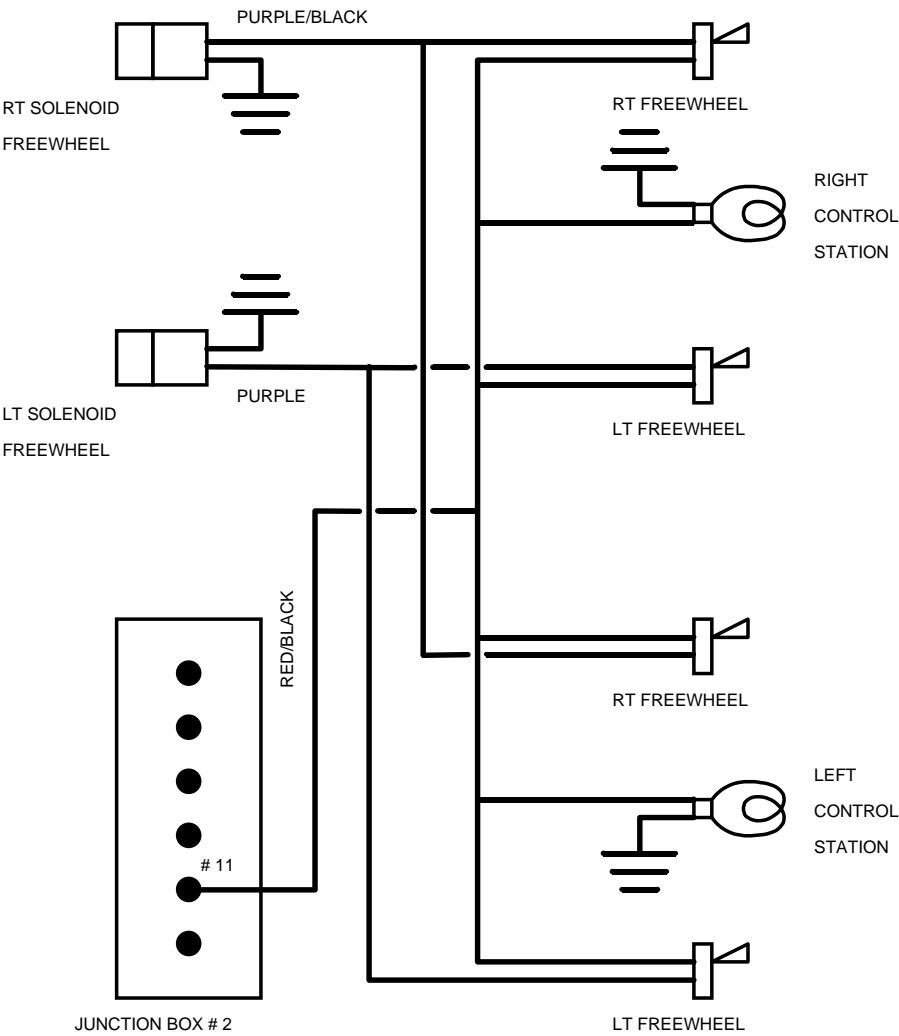 PURPLE/BLACK
RT SOLENOID
FREEWHEEL
RT FREEWHEEL
RIGHT
CONTROL
STATION
PURPLE
LT SOLENOID
FREEWHEEL
LT FREEWHEEL
RED/BLACK
RT FREEWHEEL
LEFT
CONTROL
STATION
# 11
JUNCTION BOX # 2
LT FREEWHEEL